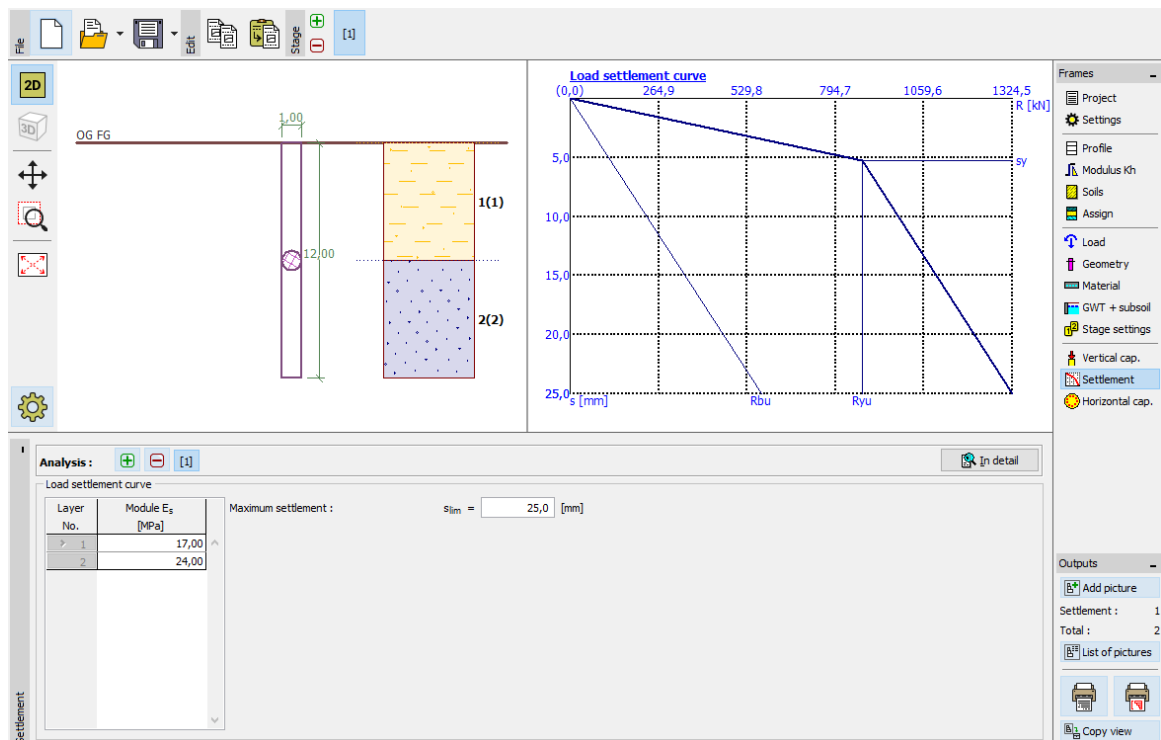 File
Edit
Stage
[1]
2D
3D
OG FG
1,00
12,00
1(1)
2(2)
Load settlement curve
(0,0) 264,9 529,8 794,7 1059,6 1324,5
R [kN]
5,0
sy
10,0
15,0
20,0
25,0
s [mm]
Rbu
Ryu
Frames
Project
Settings
Profile
Modulus Kh
Soils
Assign
Load
Geometry
Material
GWT + subsoil
Stage settings
Vertical cap.
Settlement
Horizontal cap.
Analysis :
[1]
In detail
Load settlement curve
Layer Module Es
No. [MPa]
1 17,00
2 24,00
Maximum settlement : slim = 25,0 [mm]
Settlement
Outputs
Add picture
Settlement : 1
Total : 2
List of pictures
Copy view